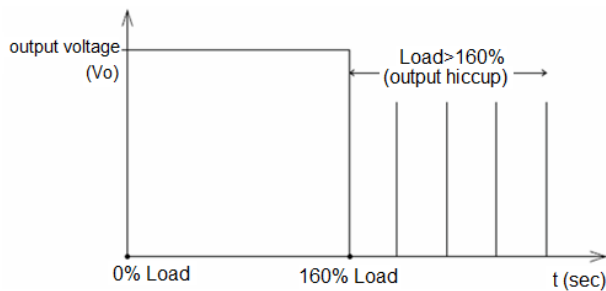 output voltage
(Vo)
Load>160%
(output hiccup)
0% Load
160% Load
t (sec)